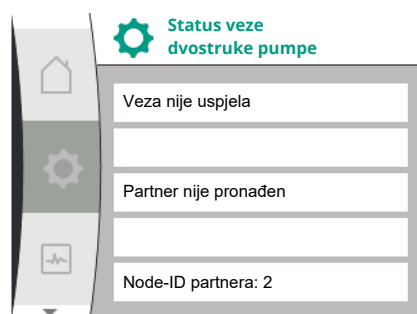 Status veze
dvostruke pumpe
Veza nije uspjela
Partner nije pronađen
Node-ID partnera: 2